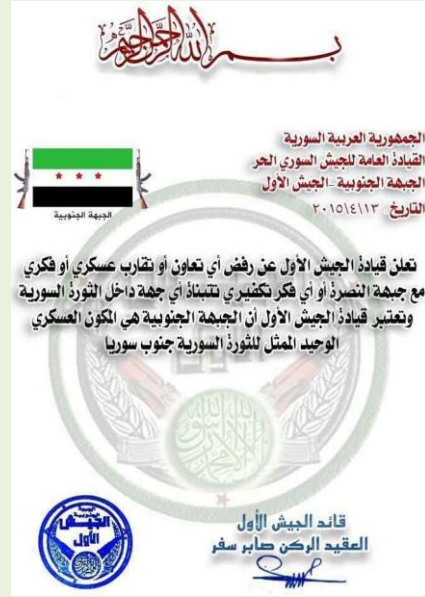 بسم الله الرحمن الرحيم
الجمهورية العربية السورية
القيادة العامة للجيش السوري الحر
الجبهة الجنوبية - الجيش الأول
التاريخ ٢٠١٥\٤\١٣
الجبهة الجنوبية
تعلن قيادة الجيش الأول عن رفض أي تعاون أو تقارب عسكري أو فكري
مع جبهة النصرة أو أي فكر تكفيري تتبناه أي جهة داخل الثورة السورية
وتعتبر قيادة الجيش الأول أن الجبهة الجنوبية هي المكون العسكري
الوحيد الممثل للثورة السورية جنوب سوريا
قائد الجيش الأول
العقيد الركن صابر سفر
الجبهة الجنوبية
الجيش
الأول